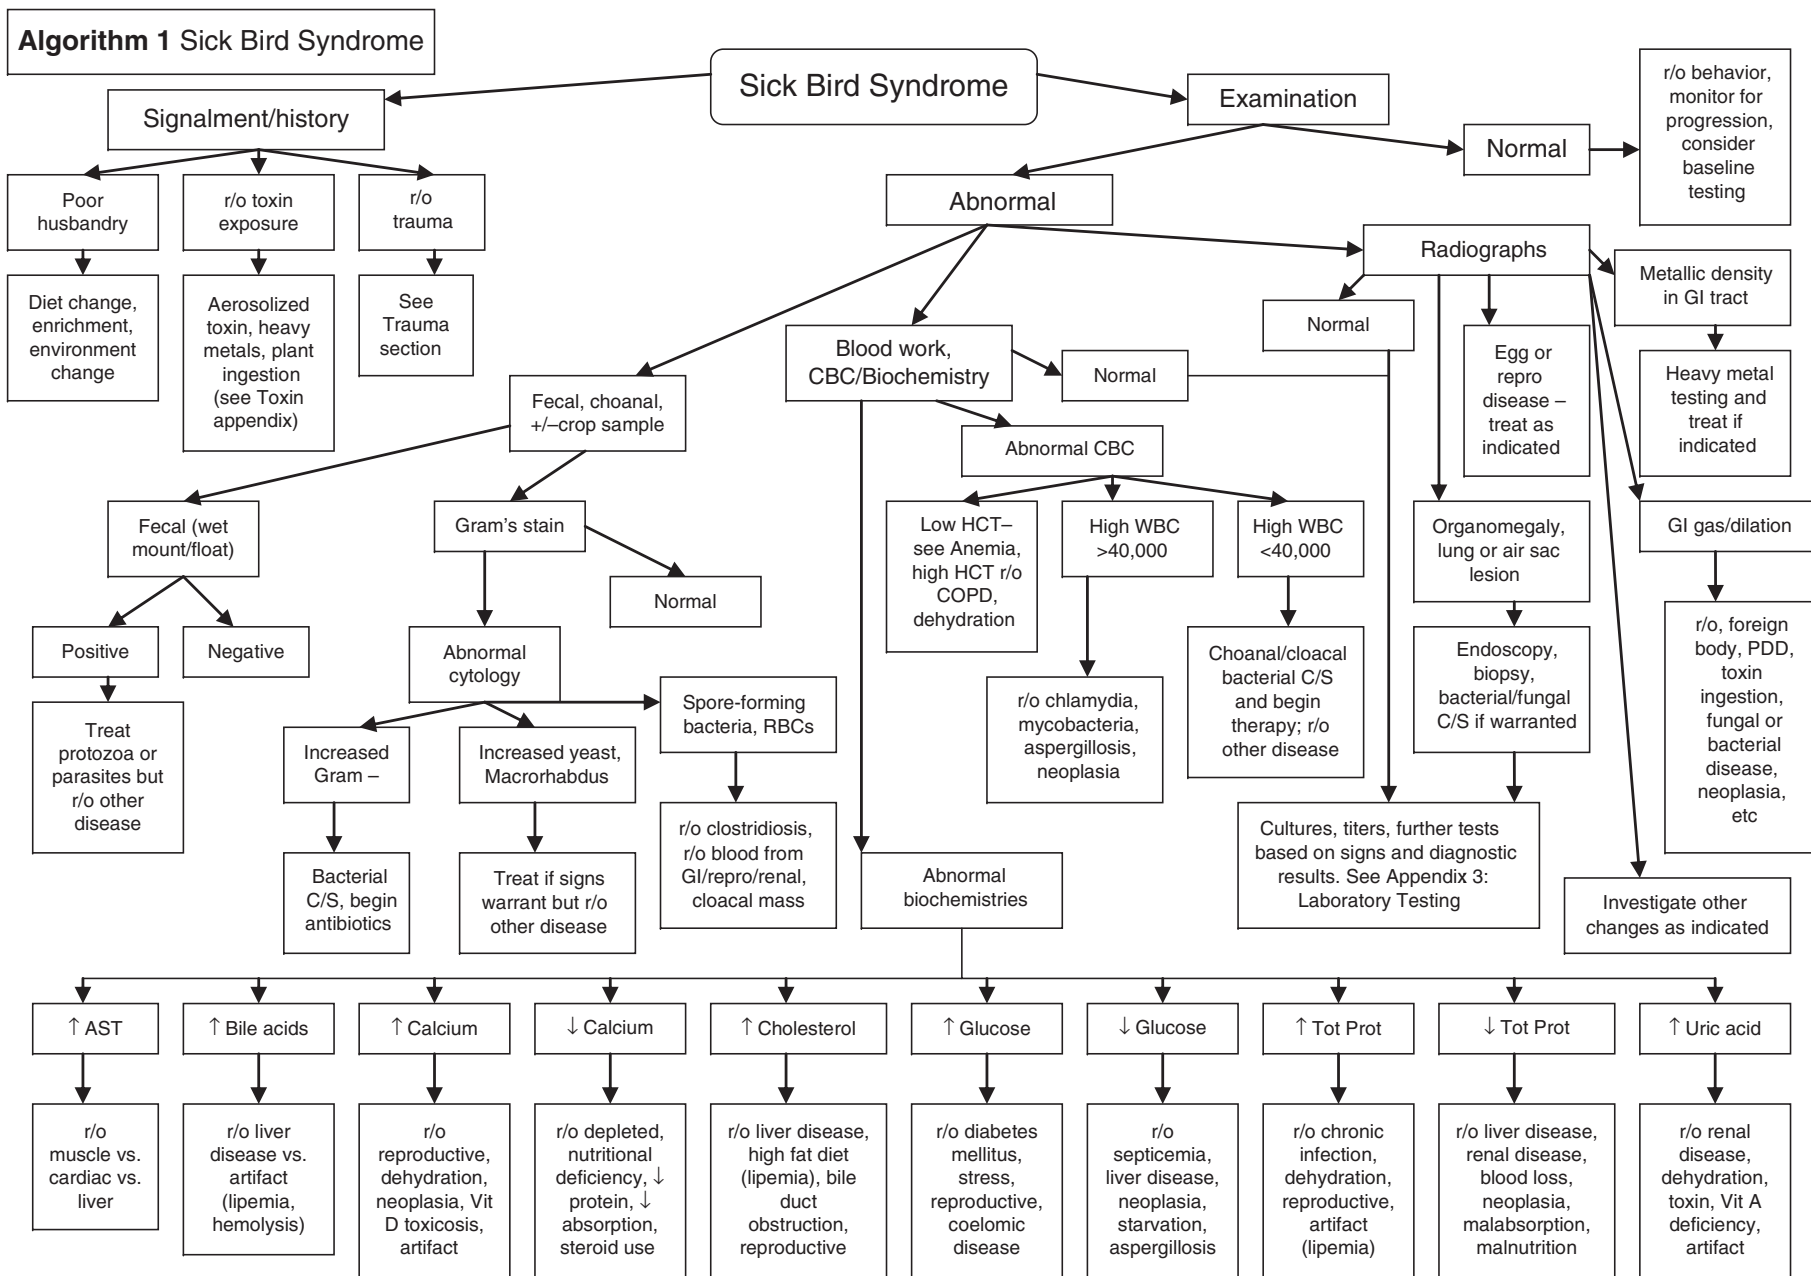 Algorithm 1 Sick Bird Syndrome
Sick Bird Syndrome
Signalment/history
Poor
husbandry
Diet change,
enrichment,
environment
change
r/o toxin
exposure
Aerosolized
toxin, heavy
metals, plant
ingestion
(see Toxin
appendix)
r/o
trauma
See
Trauma
section
Examination
Normal
r/o behavior,
monitor for
progression,
consider
baseline
testing
Abnormal
Fecal, choanal,
+/–crop sample
Fecal (wet
mount/float)
Positive
Negative
Treat
protozoa or
parasites but
r/o other
disease
Gram's stain
Normal
Abnormal
cytology
Increased
Gram –
Bacterial
C/S, begin
antibiotics
Increased yeast,
Macrorhabdus
Treat if signs
warrant but r/o
other disease
Spore-forming
bacteria, RBCs
r/o clostridiosis,
r/o blood from
GI/repro/renal,
cloacal mass
Blood work,
CBC/Biochemistry
Normal
Abnormal CBC
Low HCT–
see Anemia,
high HCT r/o
COPD,
dehydration
High WBC
>40,000
r/o chlamydia,
mycobacteria,
aspergillosis,
neoplasia
High WBC
<40,000
Choanal/cloacal
bacterial C/S
and begin
therapy; r/o
other disease
Radiographs
Normal
Cultures, titers, further tests
based on signs and diagnostic
results. See Appendix 3:
Laboratory Testing
Organomegaly,
lung or air sac
lesion
Endoscopy,
biopsy,
bacterial/fungal
C/S if warranted
Egg or
repro
disease –
treat as
indicated
Metallic density
in GI tract
Heavy metal
testing and
treat if
indicated
GI gas/dilation
r/o, foreign
body, PDD,
toxin
ingestion,
fungal or
bacterial
disease,
neoplasia,
etc
Investigate other
changes as indicated
Abnormal
biochemistries
↑ AST
r/o
muscle vs.
cardiac vs.
liver
↑ Bile acids
r/o liver
disease vs.
artifact
(lipemia,
hemolysis)
↑ Calcium
r/o
reproductive,
dehydration,
neoplasia, Vit
D toxicosis,
artifact
↓ Calcium
r/o depleted,
nutritional
deficiency, ↓
protein, ↓
absorption,
steroid use
↑ Cholesterol
r/o liver disease,
high fat diet
(lipemia), bile
duct
obstruction,
reproductive
↑ Glucose
r/o diabetes
mellitus,
stress,
reproductive,
coelomic
disease
↓ Glucose
r/o
septicemia,
liver disease,
neoplasia,
starvation,
aspergillosis
↑ Tot Prot
r/o chronic
infection,
dehydration,
reproductive,
artifact
(lipemia)
↓ Tot Prot
r/o liver disease,
renal disease,
blood loss,
neoplasia,
malabsorption,
malnutrition
↑ Uric acid
r/o renal
disease,
dehydration,
toxin, Vit A
deficiency,
artifact